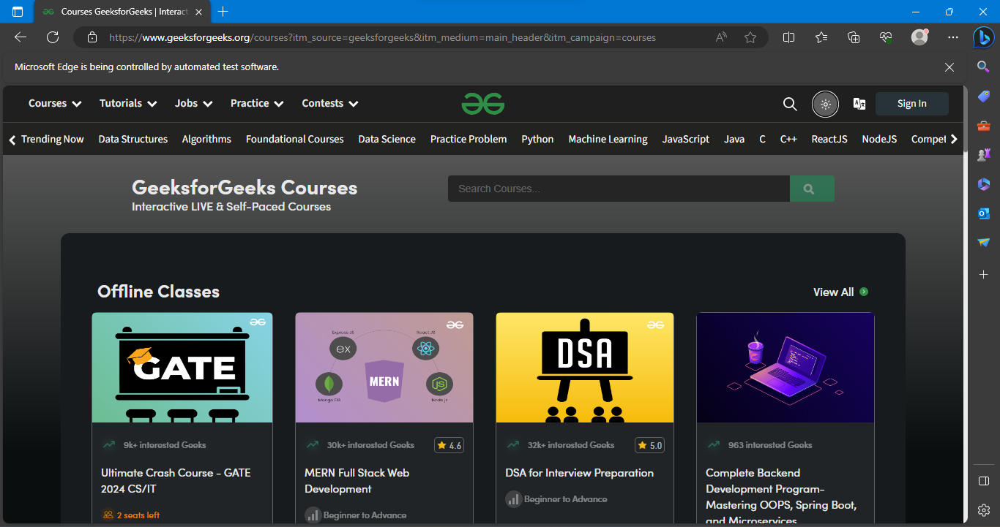 Courses GeeksforGeeks | Interact
https://www.geeksforgeeks.org/courses?itm_source=geeksforgeeks&itm_medium=main_header&itm_campaign=courses
Microsoft Edge is being controlled by automated test software.
Courses Tutorials Jobs Practice Contests Sign In
Trending Now Data Structures Algorithms Foundational Courses Data Science Practice Problem Python Machine Learning JavaScript Java C C++ ReactJS NodeJS Compet
GeeksforGeeks Courses
Interactive LIVE & Self-Paced Courses
Search Courses...
Offline Classes
View All
GATE
Express JS
React JS
ex
MERN
JS
Mongo DB
Node js
DSA
9k+ interested Geeks
Ultimate Crash Course - GATE
2024 CS/IT
2 seats left
30k+ interested Geeks
4.6
MERN Full Stack Web
Development
Beginner to Advance
32k+ interested Geeks
5.0
DSA for Interview Preparation
Beginner to Advance
963 interested Geeks
Complete Backend
Development Program-
Mastering OOPS, Spring Boot,
and Microservices